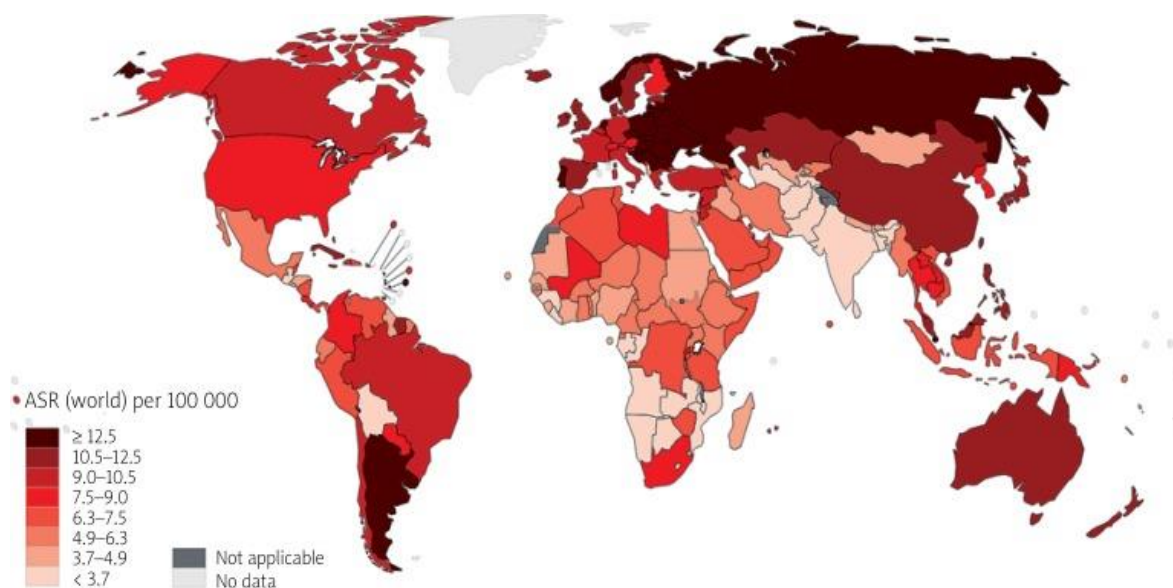 ASR (world) per 100 000
≥ 12.5
10.5–12.5
9.0–10.5
7.5–9.0
6.3–7.5
4.9–6.3
3.7–4.9
< 3.7
Not applicable
No data